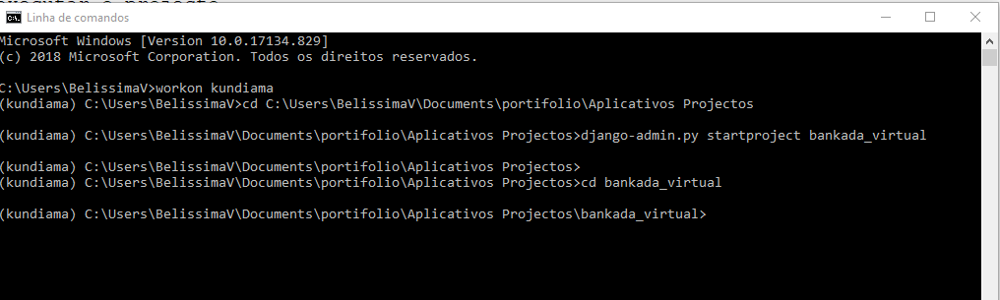 executar o projecto
Linha de comandos
Microsoft Windows [Version 10.0.17134.829]
(c) 2018 Microsoft Corporation. Todos os direitos reservados.
C:\Users\BelissimaV>workon kundiama
(kundiama) C:\Users\BelissimaV>cd C:\Users\BelissimaV\Documents\portifolio\Aplicativos Projectos
(kundiama) C:\Users\BelissimaV\Documents\portifolio\Aplicativos Projectos>django-admin.py startproject bankada_virtual
(kundiama) C:\Users\BelissimaV\Documents\portifolio\Aplicativos Projectos>
(kundiama) C:\Users\BelissimaV\Documents\portifolio\Aplicativos Projectos>cd bankada_virtual
(kundiama) C:\Users\BelissimaV\Documents\portifolio\Aplicativos Projectos\bankada_virtual>